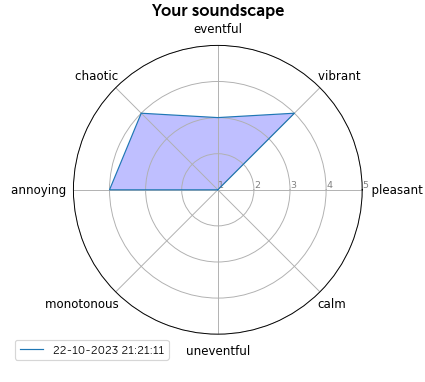 Your soundscape
eventful
chaotic
vibrant
annoying
1 2 3 4 5
pleasant
monotonous
calm
uneventful
22-10-2023 21:21:11